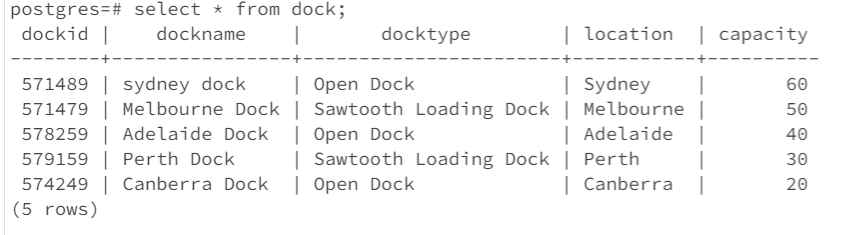 postgres=# select * from dock;
 dockid |    dockname    |       docktype        | location  | capacity
--------+----------------+-----------------------+-----------+----------
 571489 | sydney dock    | Open Dock             | Sydney    |       60
 571479 | Melbourne Dock | Sawtooth Loading Dock | Melbourne |       50
 578259 | Adelaide Dock  | Open Dock             | Adelaide  |       40
 579159 | Perth Dock     | Sawtooth Loading Dock | Perth     |       30
 574249 | Canberra Dock  | Open Dock             | Canberra  |       20
(5 rows)